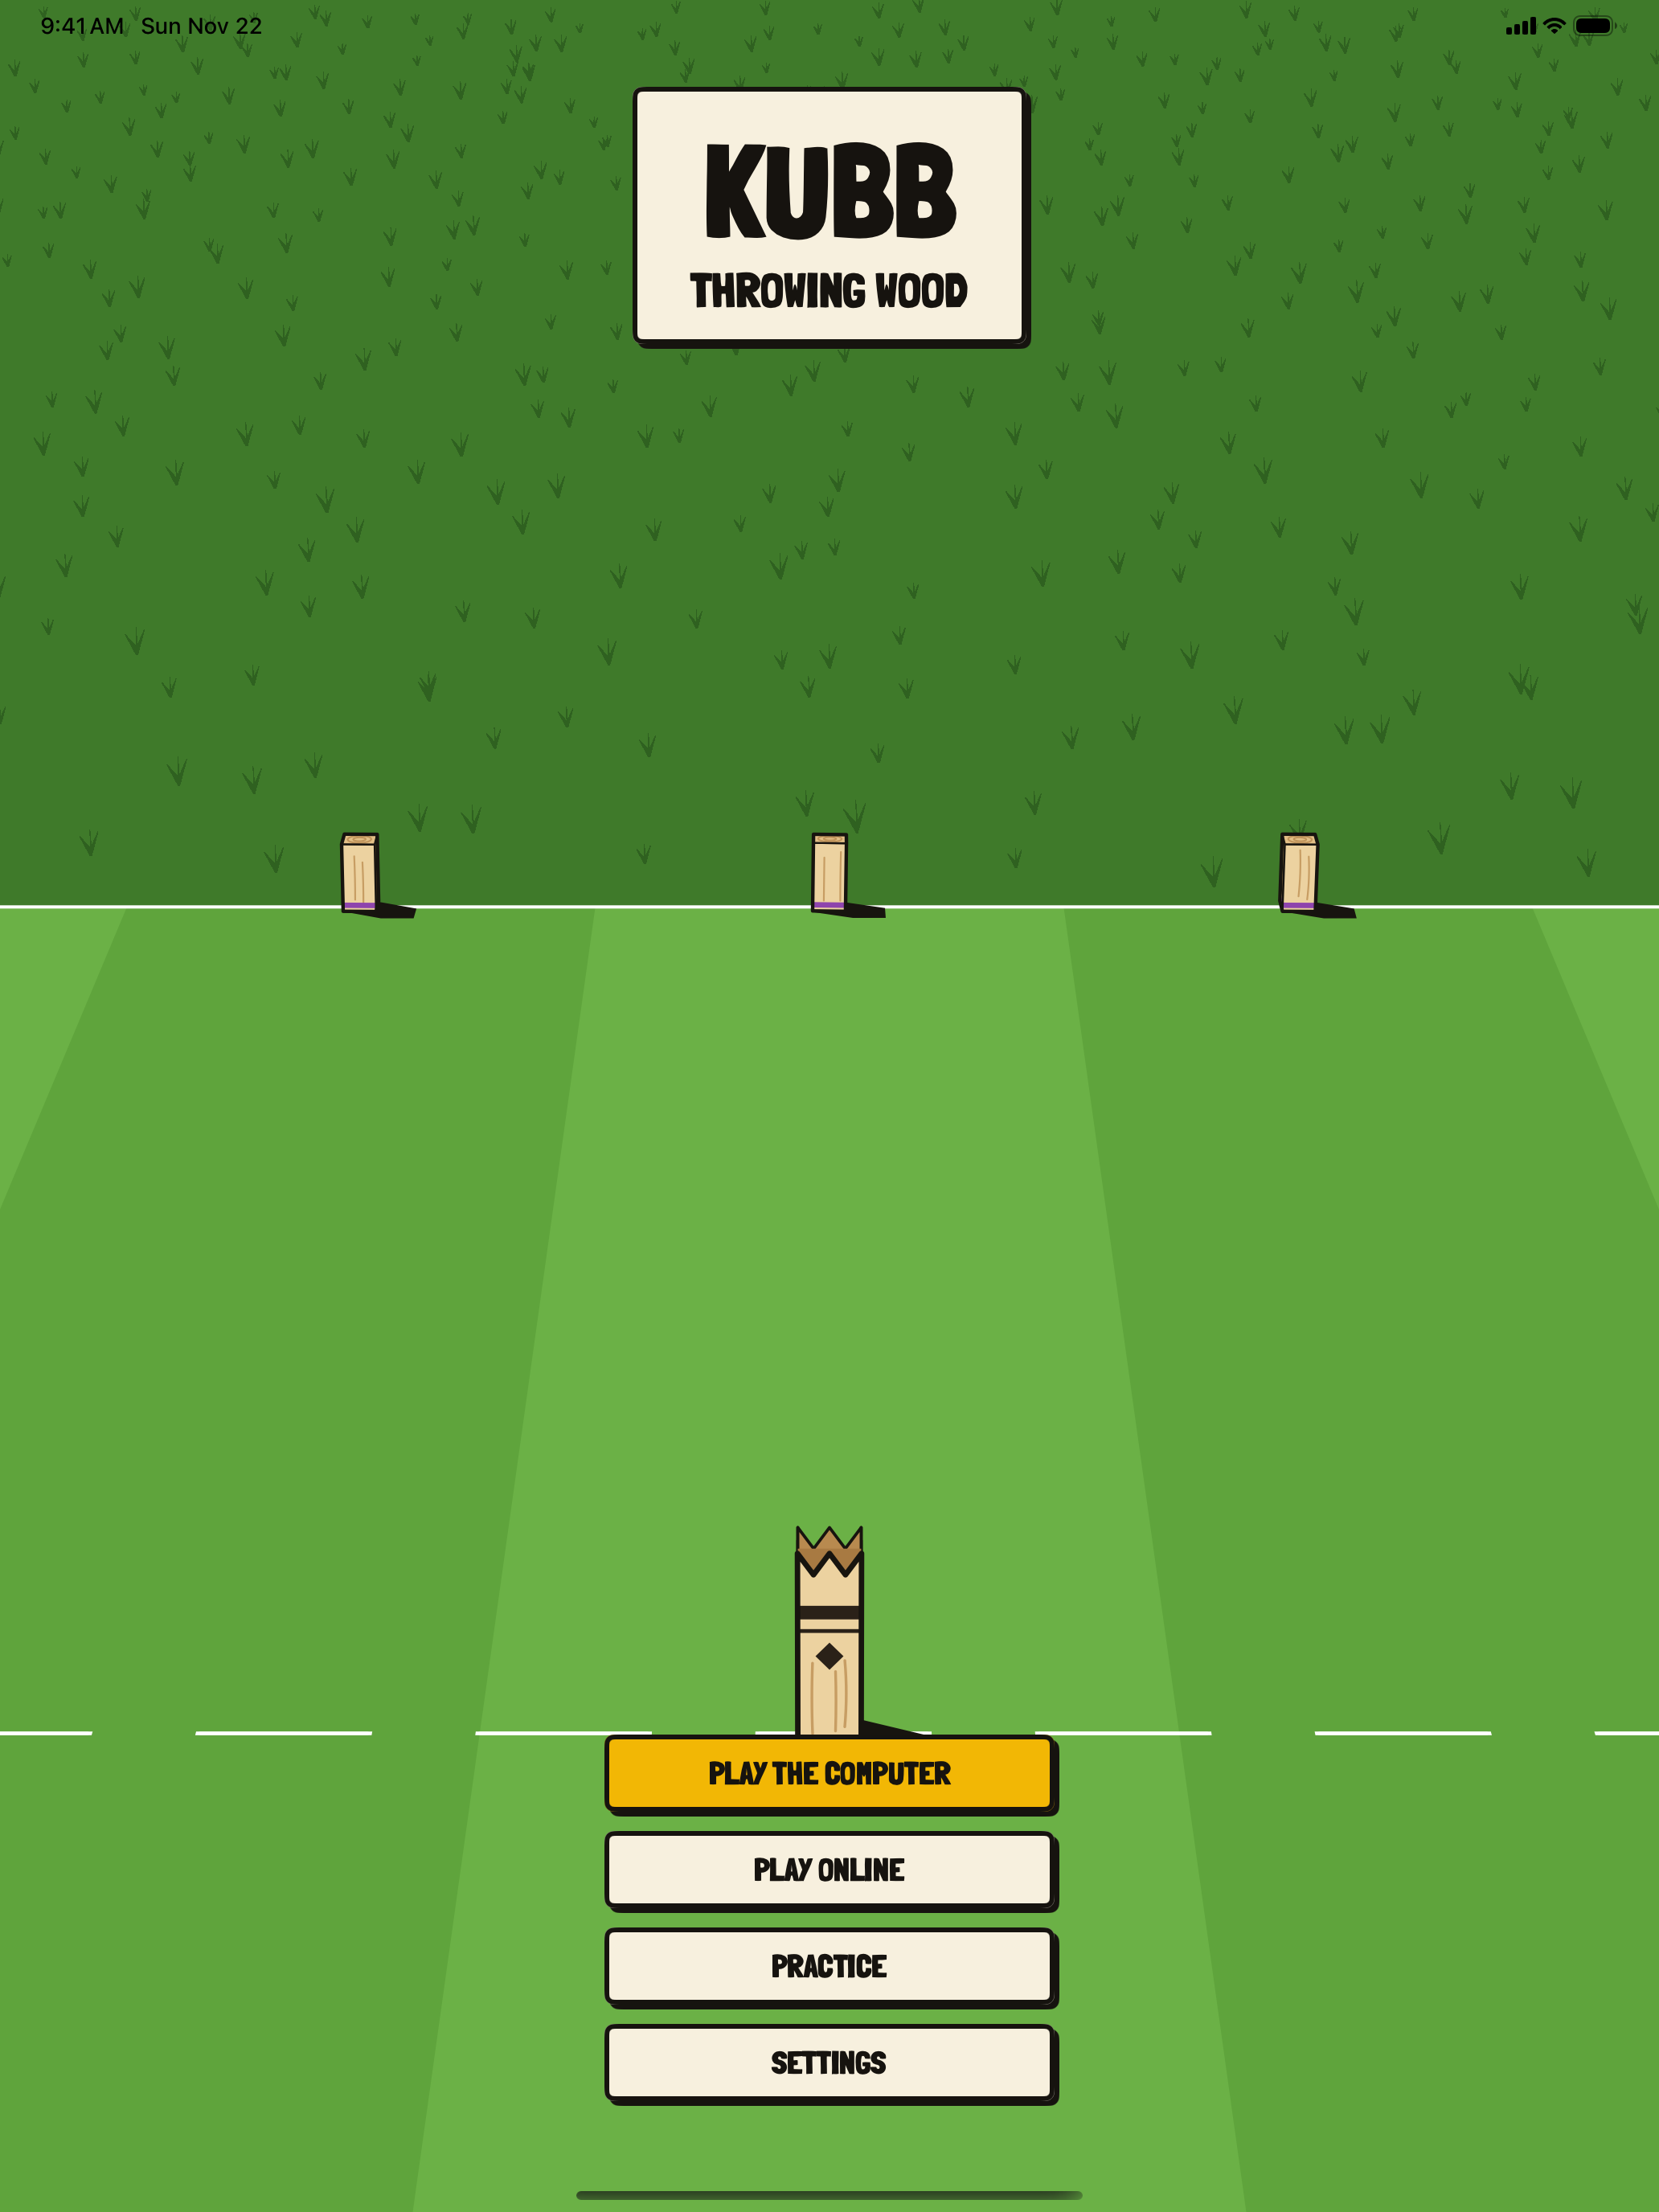 9:41 AM Sun Nov 22
KUBB
THROWING WOOD
PLAY THE COMPUTER
PLAY ONLINE
PRACTICE
SETTINGS